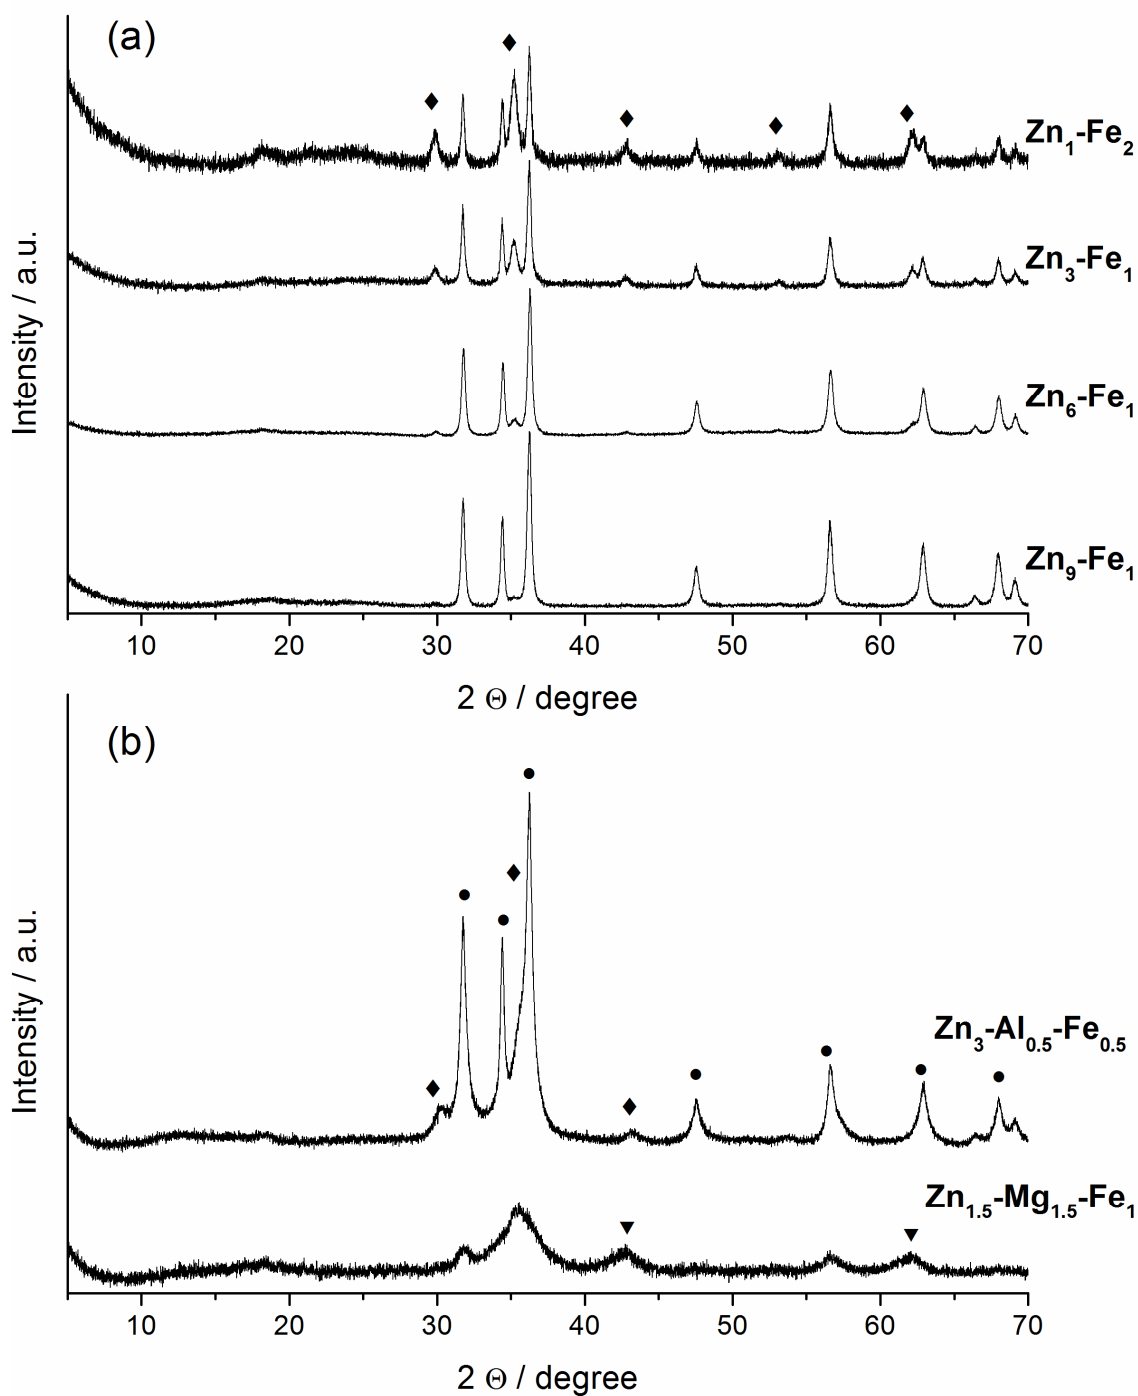 (a)
Zn1-Fe2
Zn3-Fe1
Zn6-Fe1
Zn9-Fe1
Intensity / a.u.
10 20 30 40 50 60 70
2 Θ / degree
(b)
Zn3-Al0.5-Fe0.5
Zn1.5-Mg1.5-Fe1
Intensity / a.u.
10 20 30 40 50 60 70
2 Θ / degree